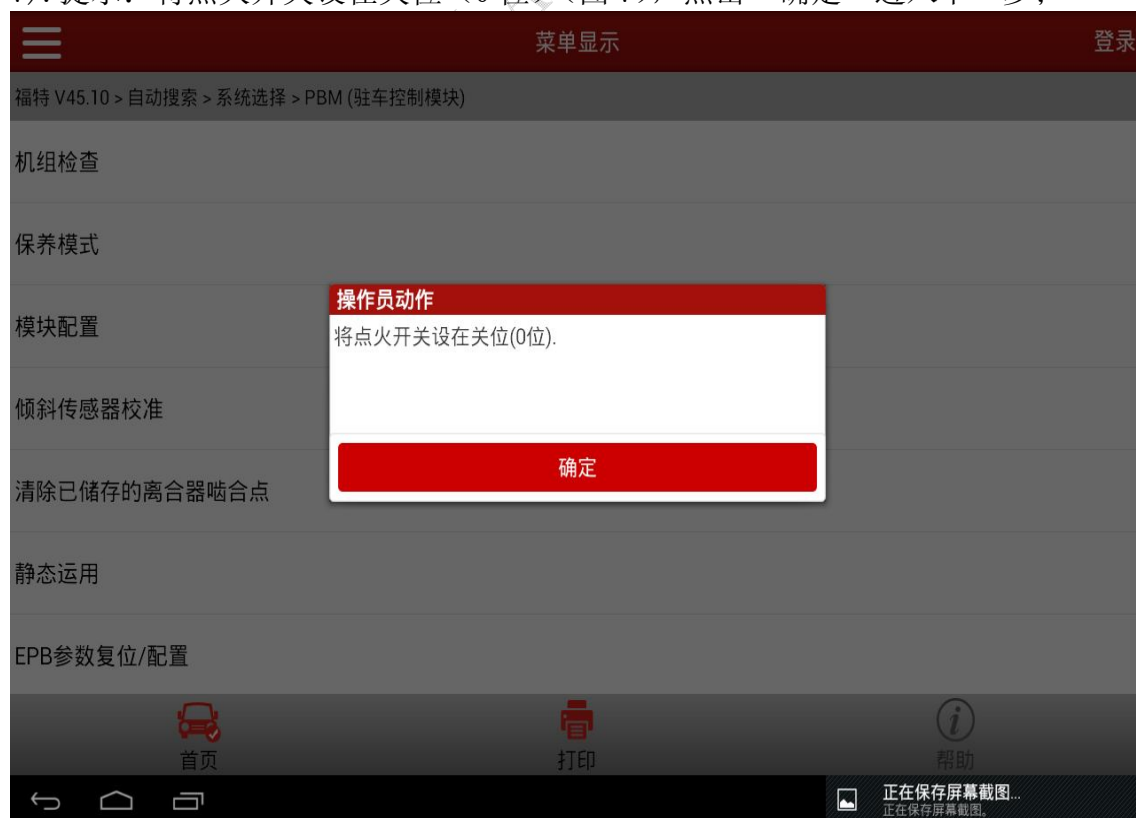 菜单显示
登录
福特 V45.10 > 自动搜索 > 系统选择 > PBM (驻车控制模块)
机组检查
保养模式
模块配置
倾斜传感器校准
清除已储存的离合器啮合点
静态运用
EPB参数复位/配置
操作员动作
将点火开关设在关位(0位).
确定
首页
打印
帮助
正在保存屏幕截图...
正在保存屏幕截图。